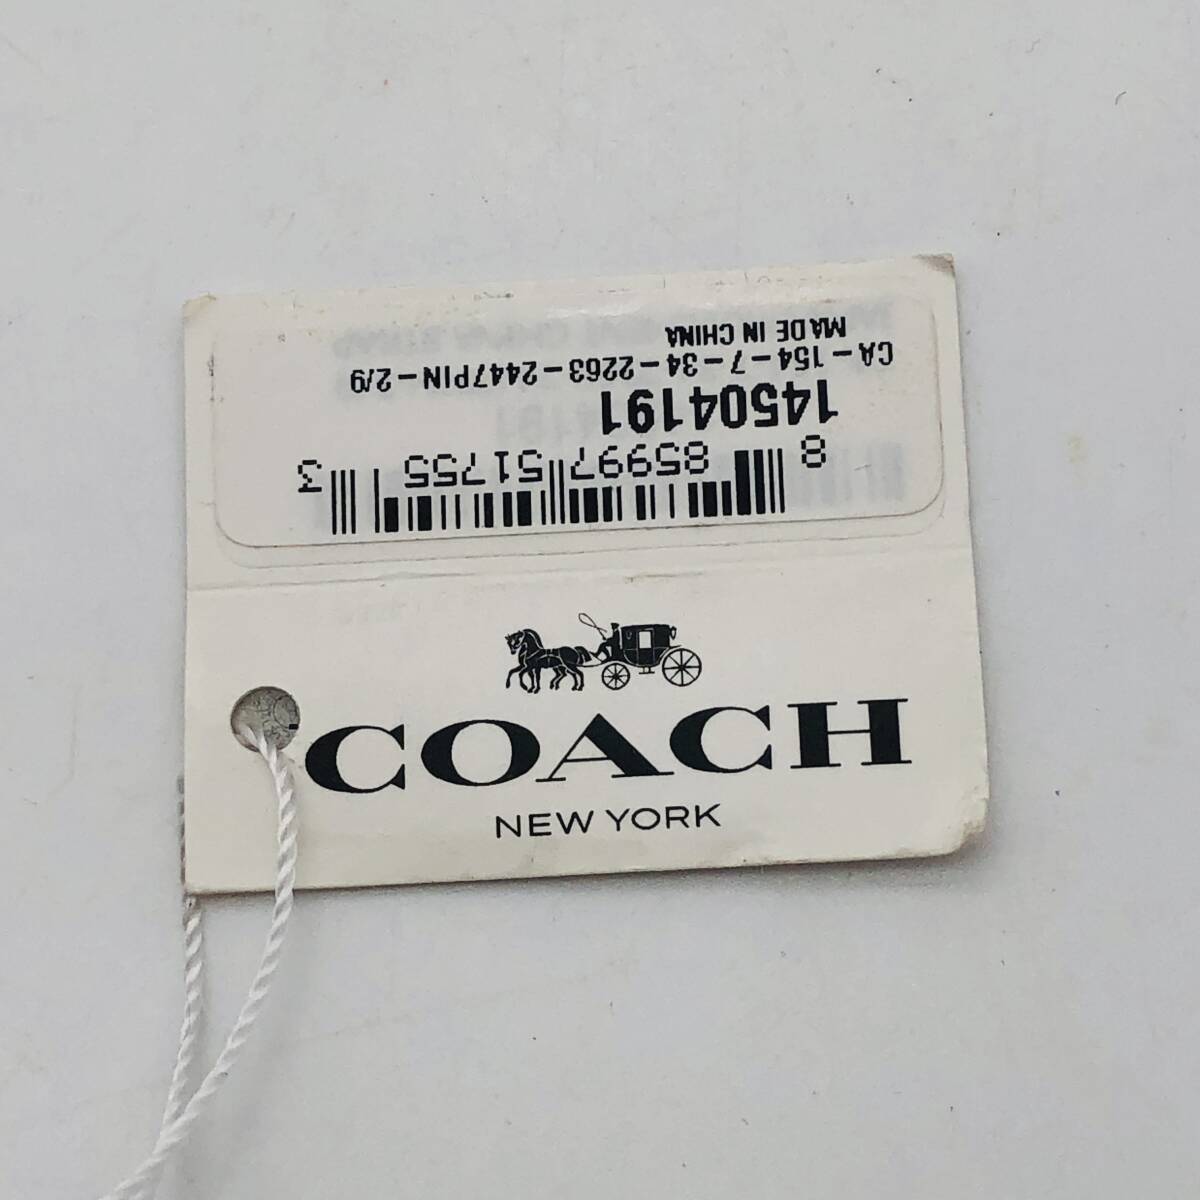 MADE IN CHINA
CA-154-7-34-2263-2447PIN-2/9
14504191
8 85997 51755 3
COACH
NEW YORK